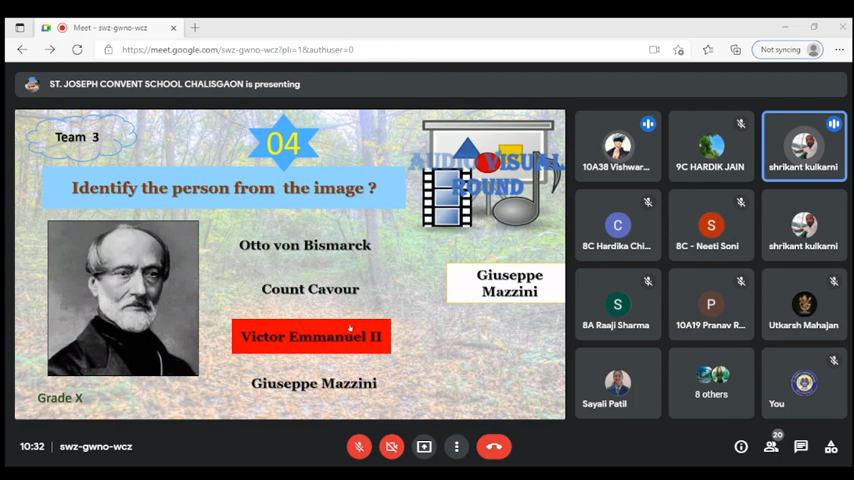 Meet – swz-gwno-wcz
https://meet.google.com/swz-gwno-wcz?pli=1&authuser=0
Not syncing
ST. JOSEPH CONVENT SCHOOL CHALISGAON is presenting
Team 3
04
AUDIO VISUAL
ROUND
Identify the person from the image ?
Otto von Bismarck
Count Cavour
Victor Emmanuel II
Giuseppe Mazzini
Giuseppe
Mazzini
Grade X
10A38 Vishwar...
9C HARDIK JAIN
shrikant kulkarni
C
8C Hardika Chi...
S
8C - Neeti Soni
shrikant kulkarni
S
8A Raaji Sharma
P
10A19 Pranav R...
Utkarsh Mahajan
Sayali Patil
8 others
You
10:32
swz-gwno-wcz
20